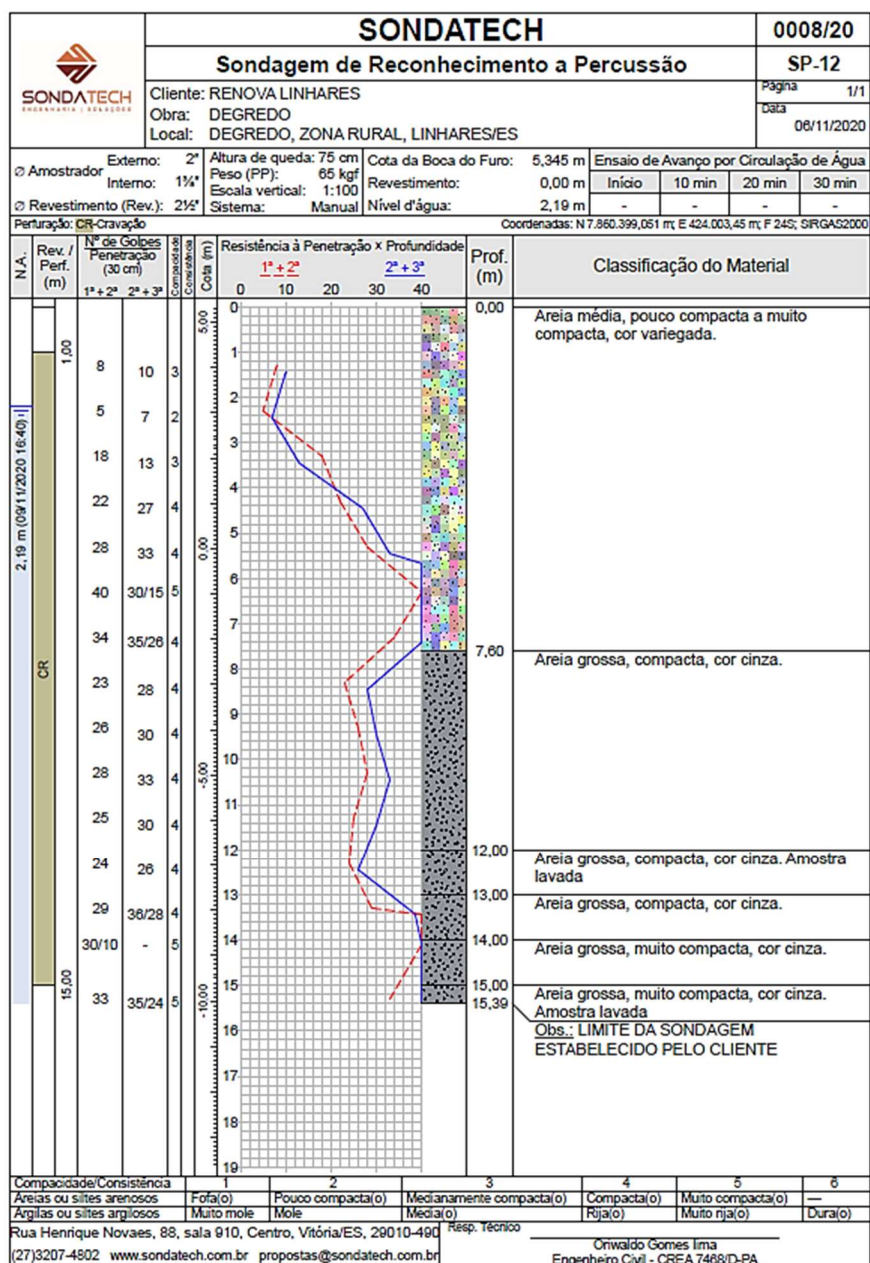 SONDATECH
0008/20
Sondagem de Reconhecimento a Percussão
SP-12
SONDATECH
ENGENHARIA | SOLUÇÕES
Cliente: RENOVA LINHARES
Obra: DEGREDO
Local: DEGREDO, ZONA RURAL, LINHARES/ES
Página 1/1
Data
06/11/2020
Ø Amostrador Externo: 2"
Interno: 1⅜"
Ø Revestimento (Rev.): 2½"
Altura de queda: 75 cm
Peso (PP): 65 kgf
Escala vertical: 1:100
Sistema: Manual
Cota da Boca do Furo: 5,345 m
Revestimento: 0,00 m
Nível d'água: 2,19 m
Ensaio de Avanço por Circulação de Água
Início 10 min 20 min 30 min
- - - -
Perfuração: CR-Cravação
Coordenadas: N 7.860.399,051 m; E 424.003,45 m; F 24S; SIRGAS2000
N.A.
Rev. / Perf. (m)
Nº de Golpes
Penetração
(30 cm)
1ª + 2ª 2ª + 3ª
Compacidade
Consistência
Cota (m)
Resistência à Penetração x Profundidade
1ª + 2ª 2ª + 3ª
0 10 20 30 40
Prof.
(m)
Classificação do Material
2,19 m (09/11/2020 16:40)
1,00
CR
15,00
8 10 3
5 7 2
18 13 3
22 27 4
28 33 4
40 30/15 5
34 35/26 4
23 28 4
26 30 4
28 33 4
25 30 4
24 26 4
29 36/28 4
30/10 - 5
33 35/24 5
5,00
0,00
-5,00
-10,00
0
1
2
3
4
5
6
7
8
9
10
11
12
13
14
15
16
17
18
19
0,00
Areia média, pouco compacta a muito
compacta, cor variegada.
7,60
Areia grossa, compacta, cor cinza.
12,00
Areia grossa, compacta, cor cinza. Amostra
lavada
13,00
Areia grossa, compacta, cor cinza.
14,00
Areia grossa, muito compacta, cor cinza.
15,00
Areia grossa, muito compacta, cor cinza.
15,39
Amostra lavada
Obs.: LIMITE DA SONDAGEM
ESTABELECIDO PELO CLIENTE
Compacidade/Consistência 1 2 3 4 5 6
Areias ou siltes arenosos Fofa(o) Pouco compacta(o) Medianamente compacta(o) Compacta(o) Muito compacta(o) —
Argilas ou siltes argilosos Muito mole Mole Média(o) Rija(o) Muito rija(o) Dura(o)
Rua Henrique Novaes, 88, sala 910, Centro, Vitória/ES, 29010-490
(27)3207-4802 www.sondatech.com.br propostas@sondatech.com.br
Resp. Técnico
Oriwaldo Gomes lima
Engenheiro Civil - CREA 7468/D-PA